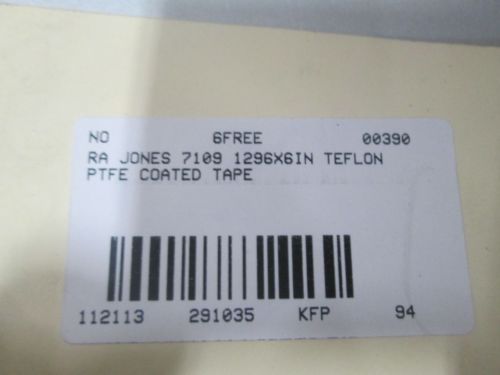 NO 6FREE 00390
RA JONES 7109 1296X6IN TEFLON
PTFE COATED TAPE
112113 291035 KFP 94